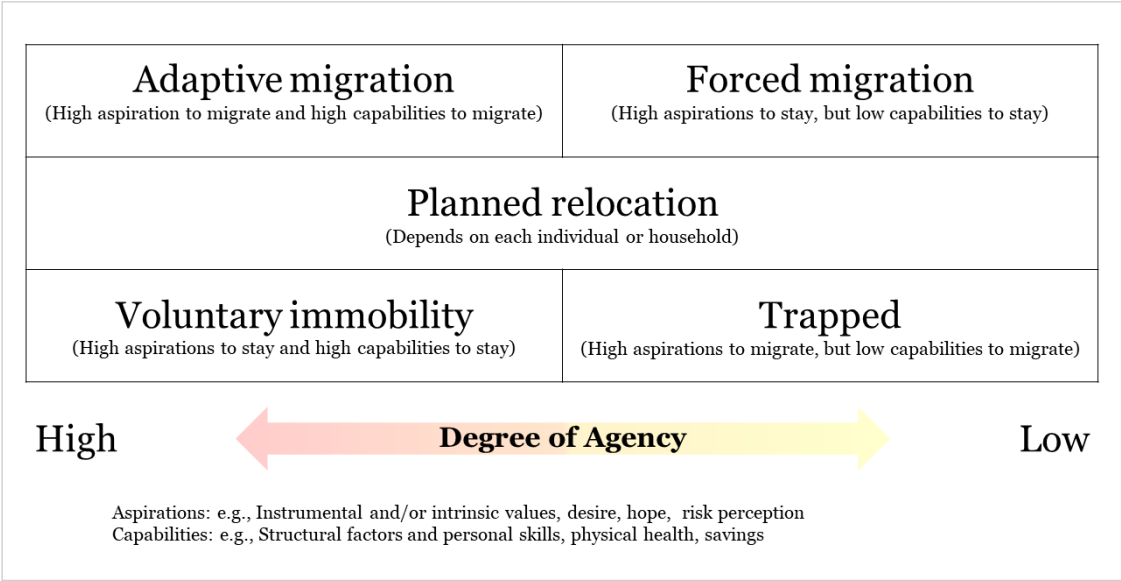 Adaptive migration
(High aspiration to migrate and high capabilities to migrate)
Forced migration
(High aspirations to stay, but low capabilities to stay)
Planned relocation
(Depends on each individual or household)
Voluntary immobility
(High aspirations to stay and high capabilities to stay)
Trapped
(High aspirations to migrate, but low capabilities to migrate)
High
Degree of Agency
Low
Aspirations: e.g., Instrumental and/or intrinsic values, desire, hope, risk perception
Capabilities: e.g., Structural factors and personal skills, physical health, savings